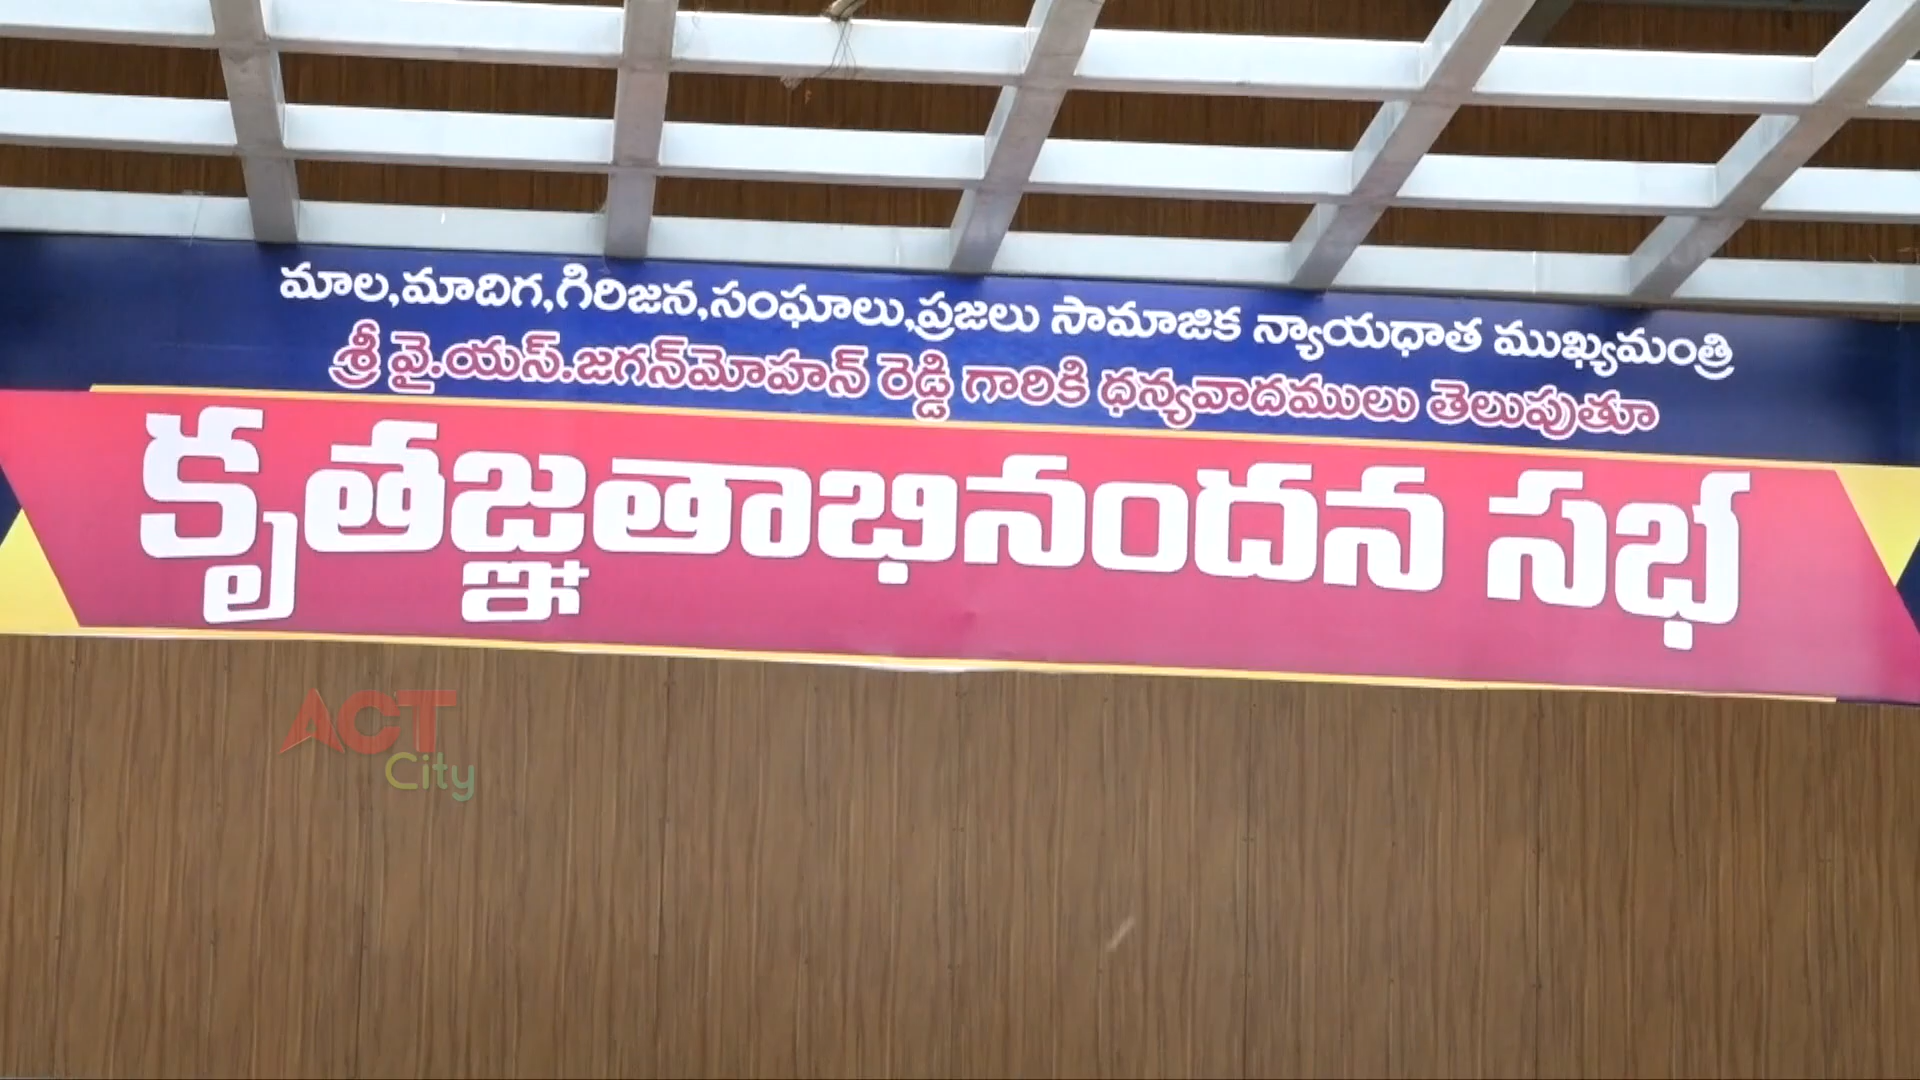 మాల,మాదిగ,గిరిజన,సంఘాలు,ప్రజలు సామాజిక న్యాయధాత ముఖ్యమంత్రి
శ్రీ వై.యస్.జగన్‌మోహన్ రెడ్డి గారికి ధన్యవాదములు తెలుపుతూ
కృతజ్ఞతాభినందన సభ
ACT
City